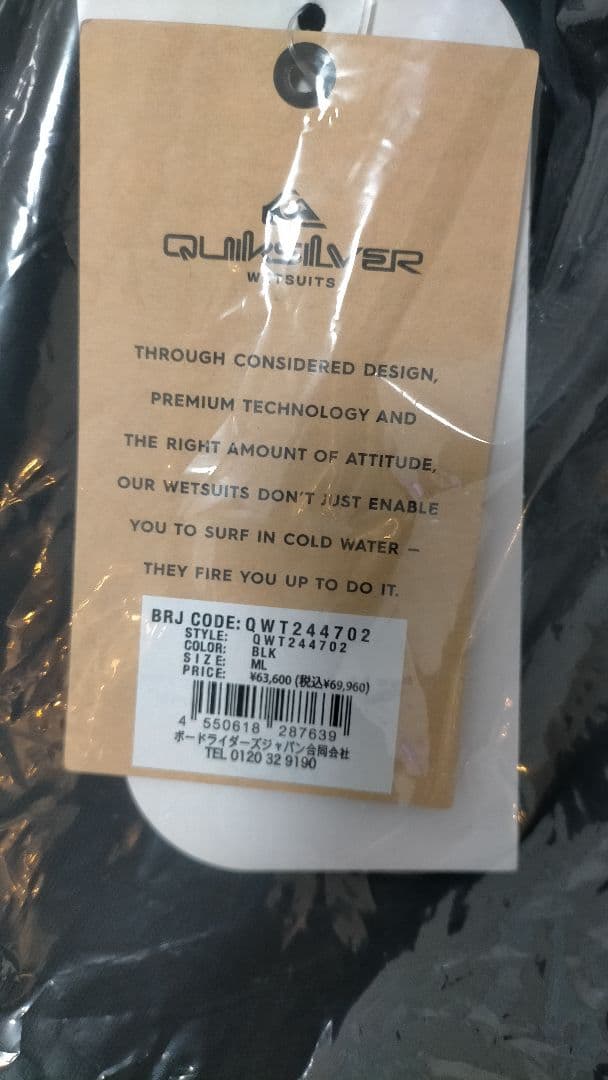 QUIKSILVER
WETSUITS
THROUGH CONSIDERED DESIGN,
PREMIUM TECHNOLOGY AND
THE RIGHT AMOUNT OF ATTITUDE,
OUR WETSUITS DON'T JUST ENABLE
YOU TO SURF IN COLD WATER –
THEY FIRE YOU UP TO DO IT.
BRJ CODE: QWT244702
STYLE: QWT244702
COLOR: BLK
SIZE: ML
PRICE: ¥63,600 (税込¥69,960)
4 550618 287639
ボードライダーズジャパン合同会社
TEL 0120 32 9190